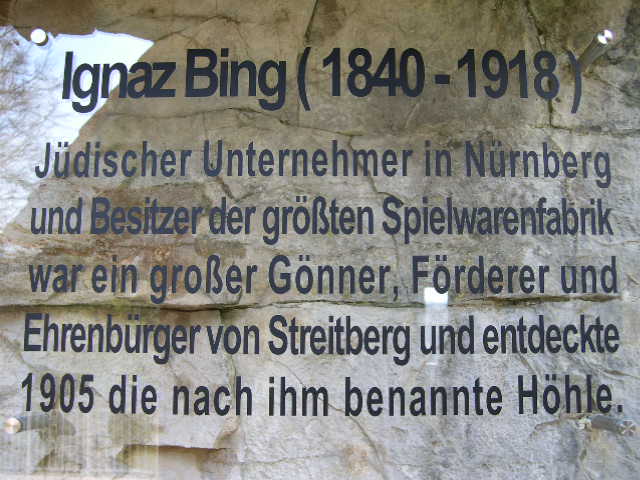 Ignaz Bing ( 1840 - 1918 )
Jüdischer Unternehmer in Nürnberg
und Besitzer der größten Spielwarenfabrik
war ein großer Gönner, Förderer und
Ehrenbürger von Streitberg und entdeckte
1905 die nach ihm benannte Höhle.